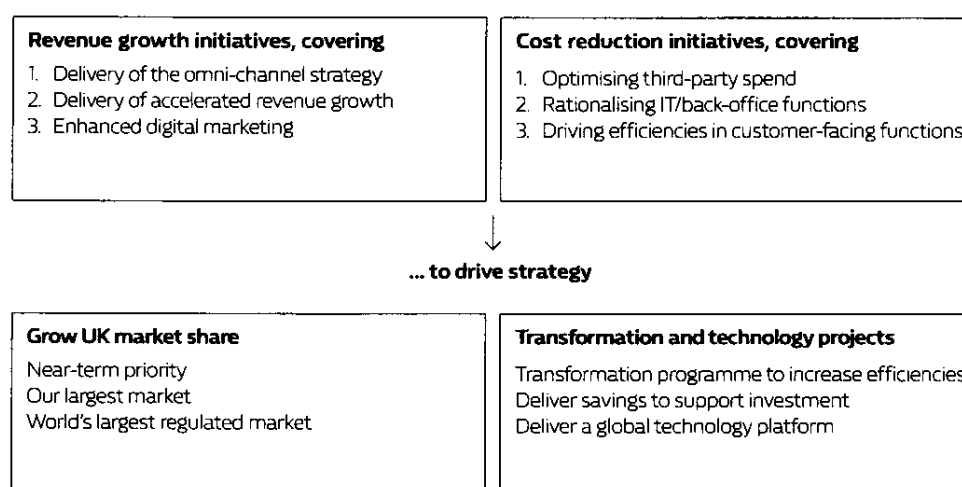 Revenue growth initiatives, covering
1. Delivery of the omni-channel strategy
2. Delivery of accelerated revenue growth
3. Enhanced digital marketing
Cost reduction initiatives, covering
1. Optimising third-party spend
2. Rationalising IT/back-office functions
3. Driving efficiencies in customer-facing functions
... to drive strategy
Grow UK market share
Near-term priority
Our largest market
World's largest regulated market
Transformation and technology projects
Transformation programme to increase efficiencies
Deliver savings to support investment
Deliver a global technology platform